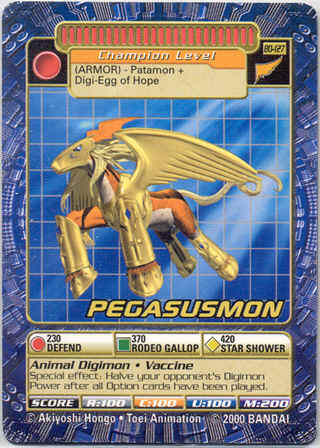 Champion Level
BO-127
(ARMOR) - Patamon +
Digi-Egg of Hope
PEGASUSMON
230 DEFEND
370 RODEO GALLOP
420 STAR SHOWER
Animal Digimon • Vaccine
Special effect: Halve your opponent's Digimon
Power after all Option cards have been played.
SCORE R:100 C:100 U:100 M:200
© Akiyoshi Hongo • Toei Animation © 2000 BANDAI